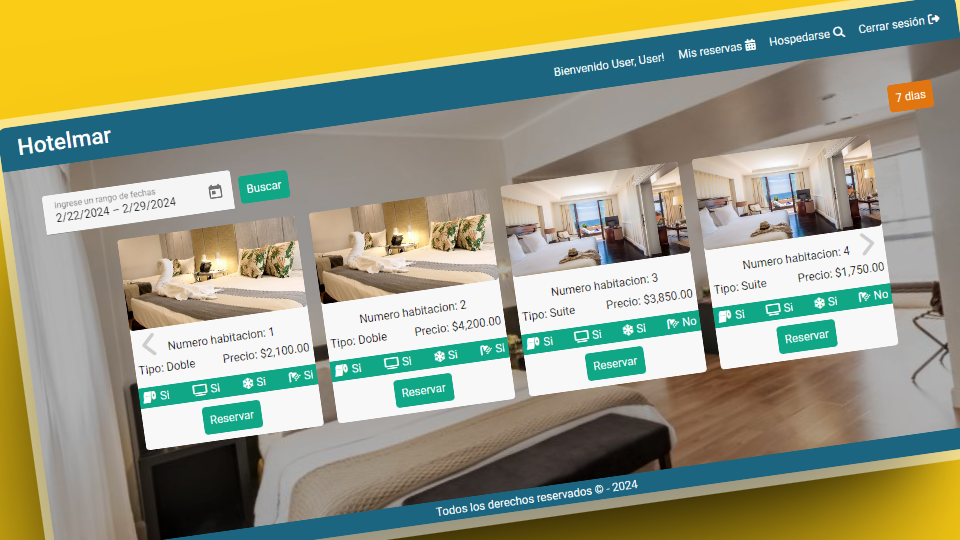 Hotelmar
Bienvenido User, User!
Mis reservas
Hospedarse
Cerrar sesión
7 dias
Ingrese un rango de fechas
2/22/2024 – 2/29/2024
Buscar
Numero habitacion: 1
Tipo: Doble
Precio: $2,100.00
Si
Si
Si
Si
Reservar
Numero habitacion: 2
Tipo: Doble
Precio: $4,200.00
Si
Si
Si
Si
Reservar
Numero habitacion: 3
Tipo: Suite
Precio: $3,850.00
Si
Si
Si
No
Reservar
Numero habitacion: 4
Tipo: Suite
Precio: $1,750.00
Si
Si
Si
No
Reservar
Todos los derechos reservados © - 2024